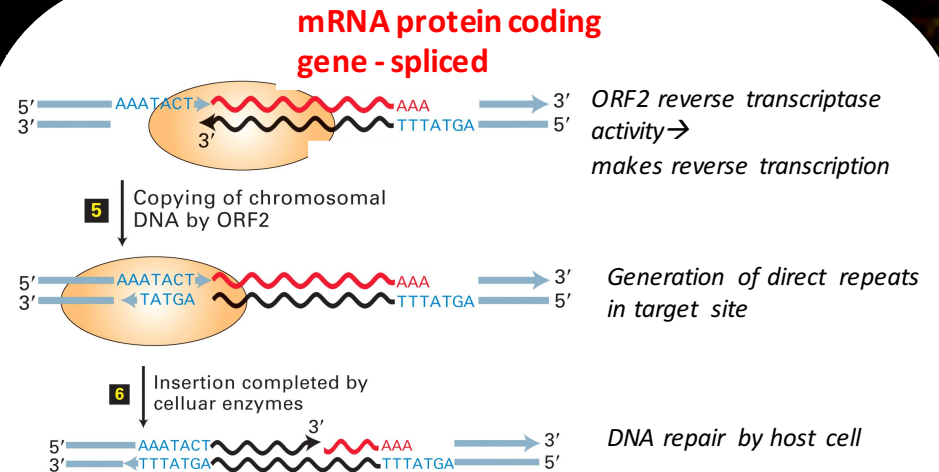 mRNA protein coding
gene - spliced
5′ AAATACT AAA 3′
3′ TTTATGA 5′
3′
ORF2 reverse transcriptase
activity→
makes reverse transcription
5 Copying of chromosomal
DNA by ORF2
5′ AAATACT AAA 3′
3′ TATGA TTTATGA 5′
Generation of direct repeats
in target site
6 Insertion completed by
celluar enzymes
3′
5′ AAATACT AAA 3′
3′ TTTATGA TTTATGA 5′
DNA repair by host cell